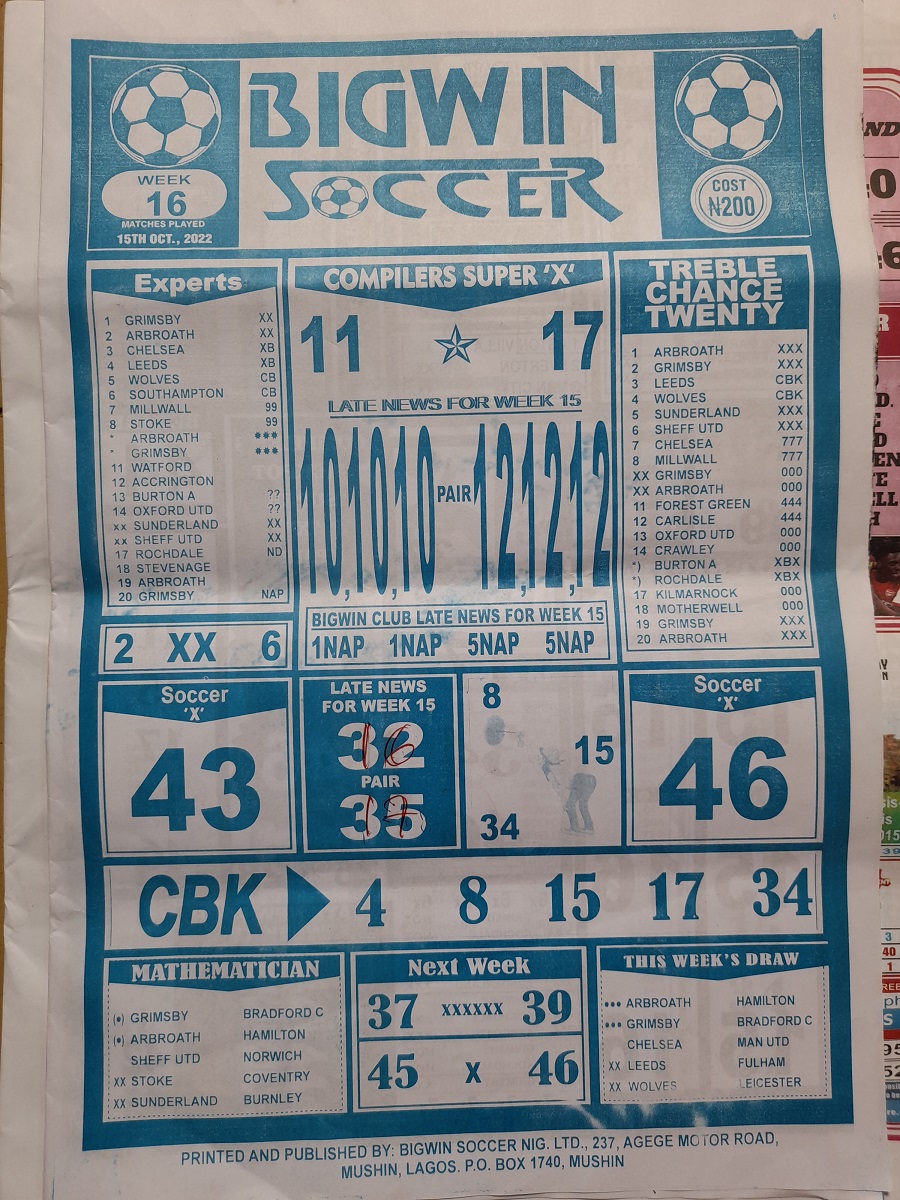 BIGWIN
SOCCER
WEEK
16
MATCHES PLAYED
15TH OCT., 2022
COST
₦200
Experts
1 GRIMSBY XX
2 ARBROATH XX
3 CHELSEA XB
4 LEEDS XB
5 WOLVES CB
6 SOUTHAMPTON CB
7 MILLWALL 99
8 STOKE 99
* ARBROATH ***
* GRIMSBY ***
11 WATFORD
12 ACCRINGTON
13 BURTON A ??
14 OXFORD UTD ??
xx SUNDERLAND XX
xx SHEFF UTD XX
17 ROCHDALE ND
18 STEVENAGE
19 ARBROATH
20 GRIMSBY NAP
2 XX 6
COMPILERS SUPER 'X'
11 17
LATE NEWS FOR WEEK 15
10,10,10 PAIR 12,12,12
BIGWIN CLUB LATE NEWS FOR WEEK 15
1NAP 1NAP 5NAP 5NAP
TREBLE
CHANCE
TWENTY
1 ARBROATH XXX
2 GRIMSBY XXX
3 LEEDS CBK
4 WOLVES CBK
5 SUNDERLAND XXX
6 SHEFF UTD XXX
7 CHELSEA 777
8 MILLWALL 777
XX GRIMSBY 000
XX ARBROATH 000
11 FOREST GREEN 444
12 CARLISLE 444
13 OXFORD UTD 000
14 CRAWLEY 000
*) BURTON A XBX
*) ROCHDALE XBX
17 KILMARNOCK 000
18 MOTHERWELL 000
19 GRIMSBY XXX
20 ARBROATH XXX
Soccer
'X'
43
LATE NEWS
FOR WEEK 15
32
16
PAIR
35
17
8
15
34
Soccer
'X'
46
CBK 4 8 15 17 34
MATHEMATICIAN
(•) GRIMSBY BRADFORD C
(•) ARBROATH HAMILTON
SHEFF UTD NORWICH
XX STOKE COVENTRY
XX SUNDERLAND BURNLEY
Next Week
37 XXXXXX 39
45 X 46
THIS WEEK'S DRAW
••• ARBROATH HAMILTON
••• GRIMSBY BRADFORD C
CHELSEA MAN UTD
XX LEEDS FULHAM
XX WOLVES LEICESTER
PRINTED AND PUBLISHED BY: BIGWIN SOCCER NIG. LTD., 237, AGEGE MOTOR ROAD,
MUSHIN, LAGOS. P.O. BOX 1740, MUSHIN